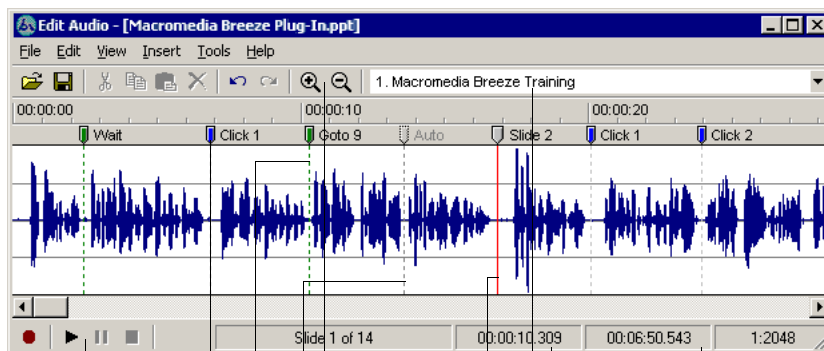 Edit Audio - [Macromedia Breeze Plug-In.ppt]
File Edit View Insert Tools Help
1. Macromedia Breeze Training
00:00:00 00:00:10 00:00:20
Wait Click 1 Goto 9 Auto Slide 2 Click 1 Click 2
Slide 1 of 14 00:00:10.309 00:06:50.543 1:2048